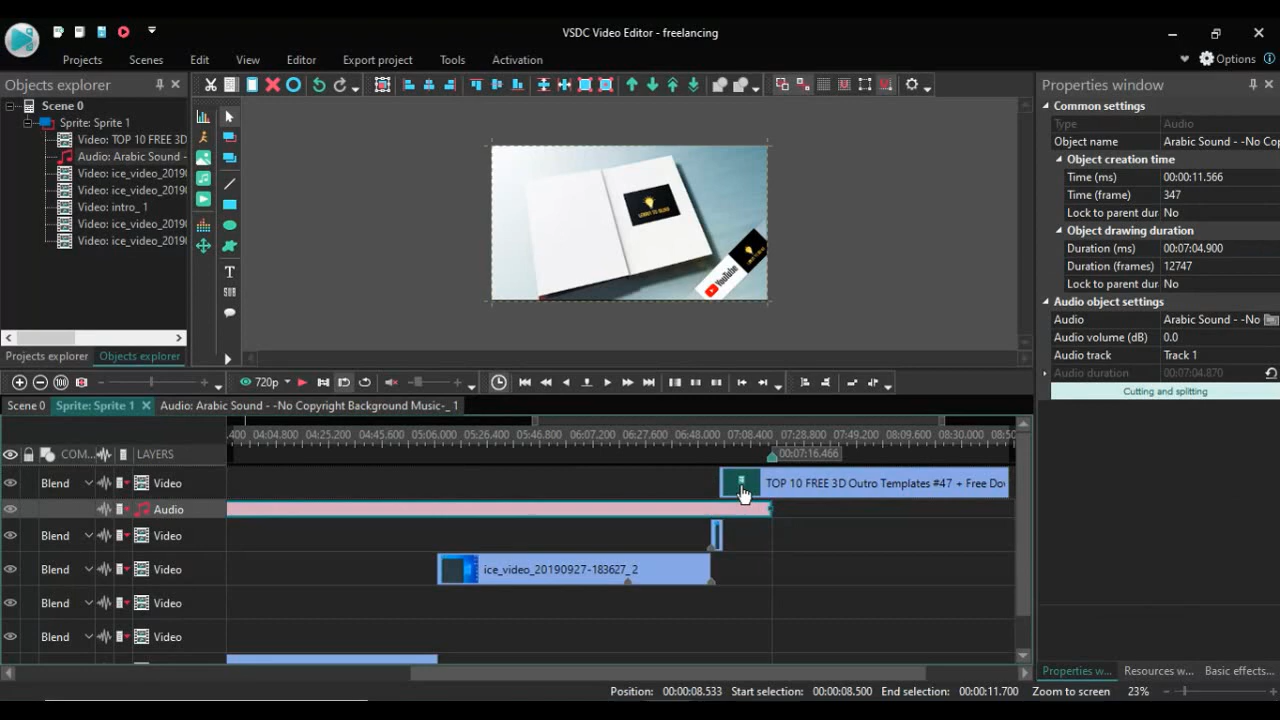 VSDC Video Editor - freelancing
Projects Scenes Edit View Editor Export project Tools Activation
Options
Objects explorer
Scene 0
Sprite: Sprite 1
Video: TOP 10 FREE 3D
Audio: Arabic Sound -
Video: ice_video_2019
Video: ice_video_2019
Video: intro_ 1
Video: ice_video_2019
Video: ice_video_2019
Projects explorer Objects explorer
T
SUB
YouTube
Properties window
Common settings
Type Audio
Object name Arabic Sound - -No Cop
Object creation time
Time (ms) 00:00:11.566
Time (frame) 347
Lock to parent dur No
Object drawing duration
Duration (ms) 00:07:04.900
Duration (frames) 12747
Lock to parent dur No
Audio object settings
Audio Arabic Sound - -No
Audio volume (dB) 0.0
Audio track Track 1
Audio duration 00:07:04.870
Cutting and splitting
720p
Scene 0 Sprite: Sprite 1 Audio: Arabic Sound - -No Copyright Background Music-_ 1
.400 04:04.800 04:25.200 04:45.600 05:06.000 05:26.400 05:46.800 06:07.200 06:27.600 06:48.000 07:08.400 07:28.800 07:49.200 08:09.600 08:30.000 08:50
00:07:16.466
COM... LAYERS
Blend Video
TOP 10 FREE 3D Outro Templates #47 + Free Dov
Audio
Blend Video
Blend Video
ice_video_20190927-183627_ 2
Blend Video
Blend Video
Properties w... Resources w... Basic effects...
Position: 00:00:08.533 Start selection: 00:00:08.500 End selection: 00:00:11.700 Zoom to screen 23%